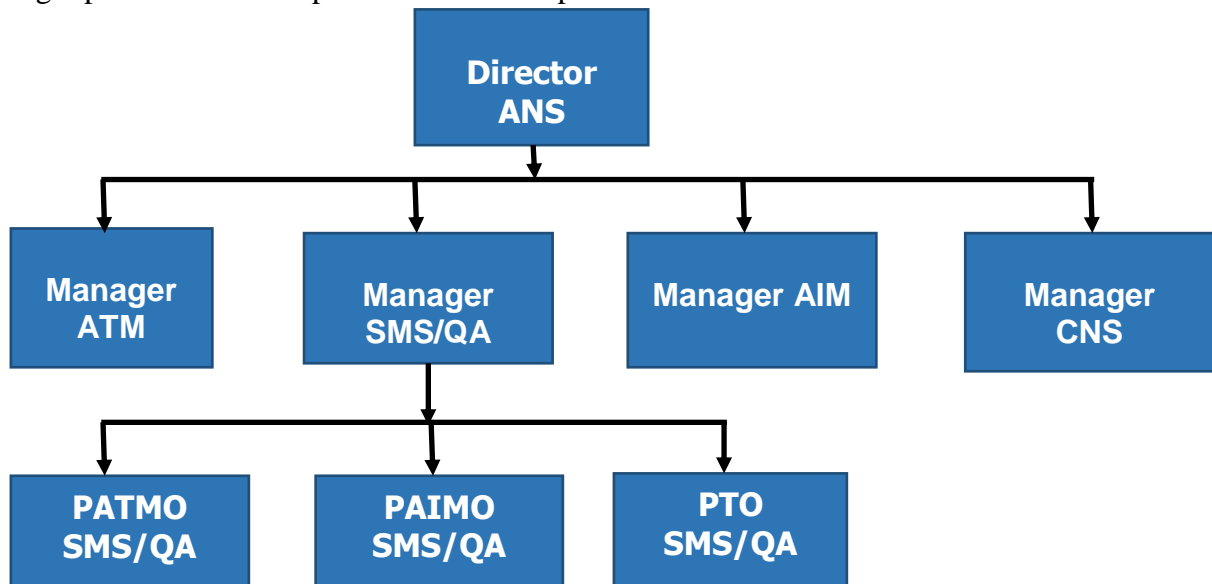 Director
ANS
Manager
ATM
Manager
SMS/QA
Manager AIM
Manager
CNS
PATMO
SMS/QA
PAIMO
SMS/QA
PTO
SMS/QA